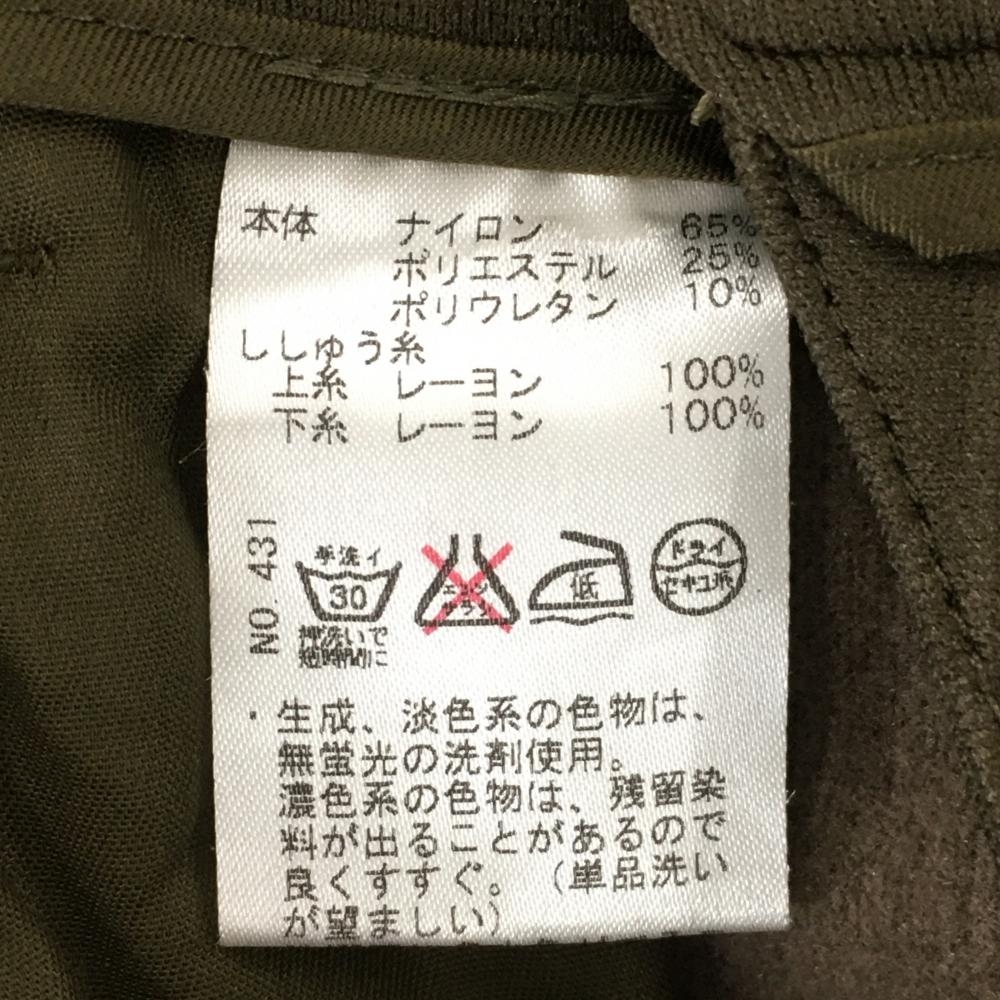 本体 ナイロン 65%
ポリエステル 25%
ポリウレタン 10%
ししゅう糸
上糸 レーヨン 100%
下糸 レーヨン 100%
NO. 431
手洗イ
30
押洗いで
短時間に
エンソ
サラシ
低
ドライ
セキユ系
・生成、淡色系の色物は、
無蛍光の洗剤使用。
濃色系の色物は、残留染
料が出ることがあるので
良くすすぐ。（単品洗い
が望ましい）